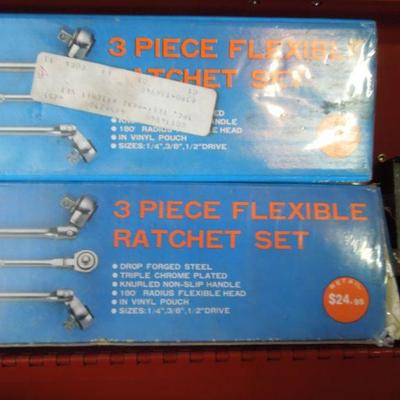 3 PIECE FLEXIBLE
RATCHET SET
HANDLE
180° RADIUS FLEXIBLE HEAD
• IN VINYL POUCH
• SIZES: 1/4", 3/8", 1/2" DRIVE
3 PIECE FLEXIBLE
RATCHET SET
• DROP FORGED STEEL
• TRIPLE CHROME PLATED
• KNURLED NON-SLIP HANDLE
• 180° RADIUS FLEXIBLE HEAD
• IN VINYL POUCH
• SIZES: 1/4", 3/8", 1/2" DRIVE
RETAIL
$24.95